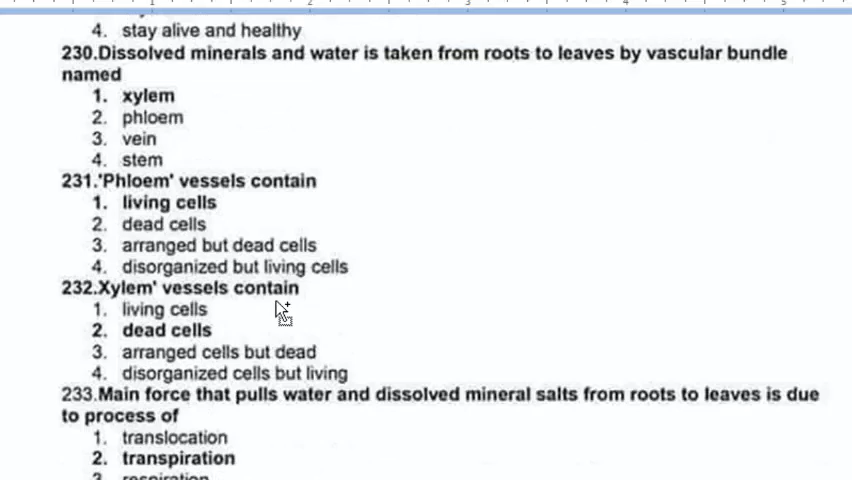 4. stay alive and healthy
230.Dissolved minerals and water is taken from roots to leaves by vascular bundle
named
1. xylem
2. phloem
3. vein
4. stem
231.'Phloem' vessels contain
1. living cells
2. dead cells
3. arranged but dead cells
4. disorganized but living cells
232.Xylem' vessels contain
1. living cells
2. dead cells
3. arranged cells but dead
4. disorganized cells but living
233.Main force that pulls water and dissolved mineral salts from roots to leaves is due
to process of
1. translocation
2. transpiration
3. respiration